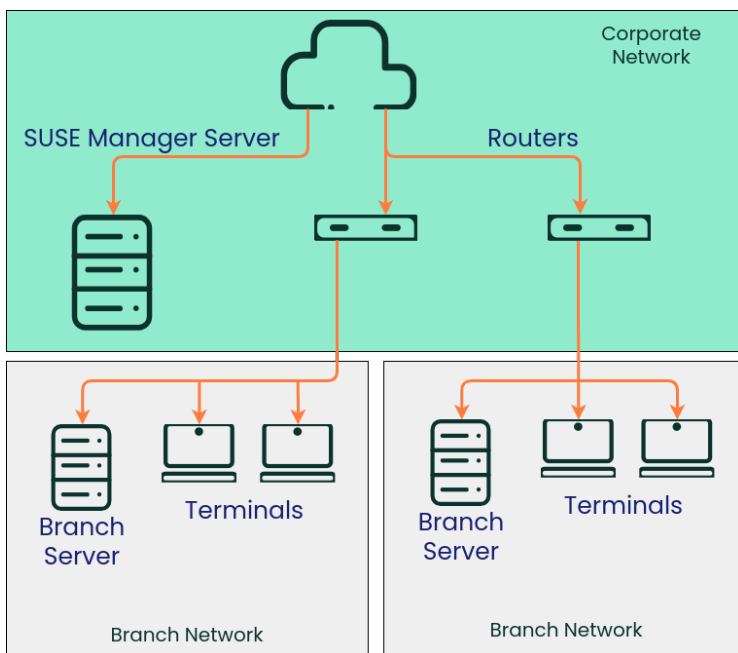 Corporate
Network
SUSE Manager Server
Routers
Branch
Server
Terminals
Branch Network
Branch
Server
Terminals
Branch Network